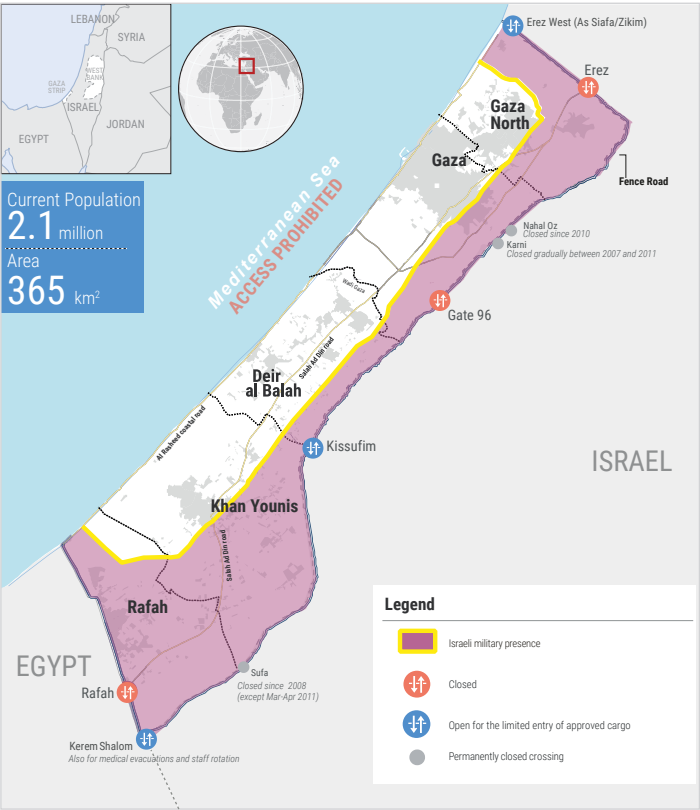 LEBANON
SYRIA
WEST
BANK
GAZA
STRIP
ISRAEL
JORDAN
EGYPT
Current Population
2.1 million
Area
365 km²
Mediterranean Sea
ACCESS PROHIBITED
Erez West (As Siafa/Zikim)
Erez
Gaza
North
Gaza
Fence Road
Nahal Oz
Closed since 2010
Karni
Closed gradually between 2007 and 2011
Wadi Gaza
Gate 96
Salah Ad Din road
Deir
al Balah
Al Rasheed coastal road
Kissufim
ISRAEL
Khan Younis
Salah Ad Din road
Rafah
EGYPT
Sufa
Closed since 2008
(except Mar-Apr 2011)
Rafah
Kerem Shalom
Also for medical evacuations and staff rotation
Legend
Israeli military presence
Closed
Open for the limited entry of approved cargo
Permanently closed crossing